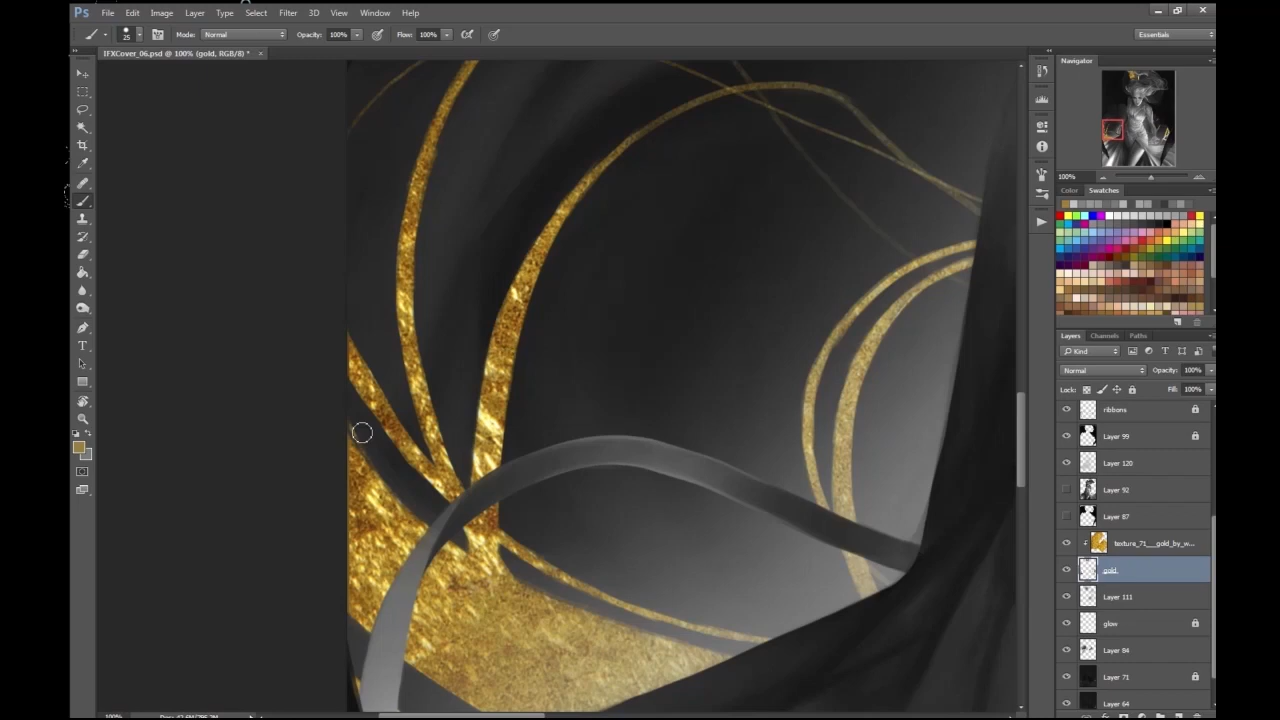 Ps File Edit Image Layer Type Select Filter 3D View Window Help
25 Mode: Normal Opacity: 100% Flow: 100% Essentials
IFXCover_06.psd @ 100% (gold, RGB/8) * ×
Navigator
100%
Color Swatches
Layers Channels Paths
Kind
Normal Opacity: 100%
Lock: Fill: 100%
ribbons
Layer 99
Layer 120
Layer 92
Layer 87
texture_71__gold_by_w...
gold
Layer 111
glow
Layer 84
Layer 71
Layer 64
100%